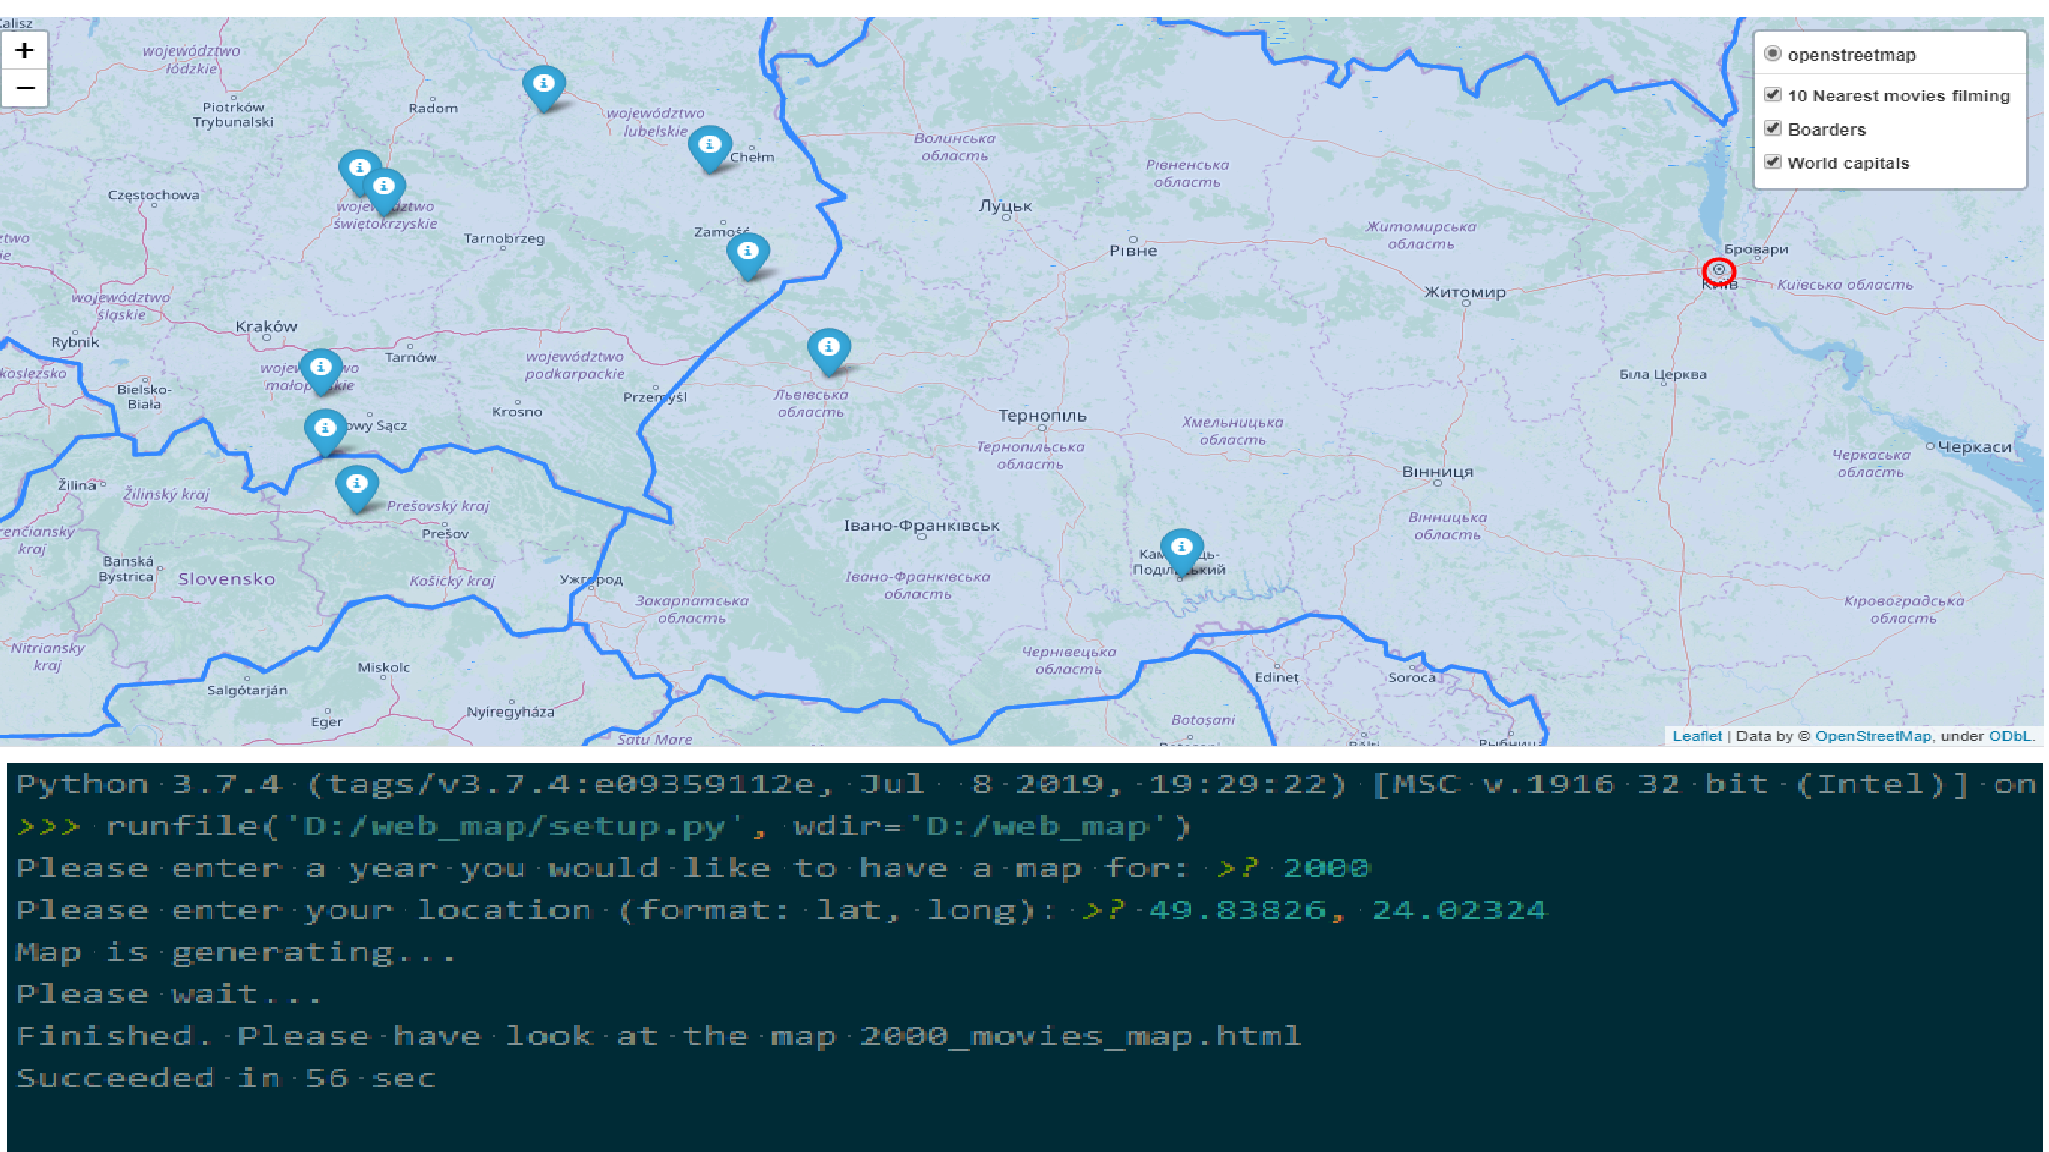 Calisz
województwo
łódzkie
Piotrków
Trybunalski
Radom
województwo
lubelskie
Chełm
Волинська
область
Рівненська
область
openstreetmap
10 Nearest movies filming
Boarders
World capitals
+
−
Częstochowa
województwo
świętokrzyskie
Tarnobrzeg
Zamość
Луцьк
Рівне
Житомирська
область
Житомир
Бровари
Київ
Київська область
województwo
śląskie
Rybnik
Kraków
Tarnów
województwo
małopolskie
województwo
podkarpackie
Bielsko-
Biała
Krosno
Przemyśl
Львівська
область
Тернопіль
Тернопільська
область
Хмельницька
область
Біла Церква
Черкаси
Черкаська
область
owy Sącz
Вінниця
Вінницька
область
Žilina
Žilinský kraj
Prešovský kraj
Prešov
renčiansky
kraj
Banská
Bystrica
Slovensko
Košický kraj
Ужгород
Івано-Франківськ
Івано-Франківська
область
Закарпатська
область
Кам'янець-
Подільський
Кіровоградська
область
Nitriansky
kraj
Miskolc
Salgótarján
Eger
Nyíregyháza
Satu Mare
Чернівецька
область
Edineț
Soroca
Botoșani
Bălți
Рыбница
Leaflet | Data by © OpenStreetMap, under ODbL.
Python 3.7.4 (tags/v3.7.4:e09359112e, Jul  8 2019, 19:29:22) [MSC v.1916 32 bit (Intel)] on
>>> runfile('D:/web_map/setup.py', wdir='D:/web_map')
Please enter a year you would like to have a map for: >? 2000
Please enter your location (format: lat, long): >? 49.83826, 24.02324
Map is generating...
Please wait...
Finished. Please have look at the map 2000_movies_map.html
Succeeded in 56 sec